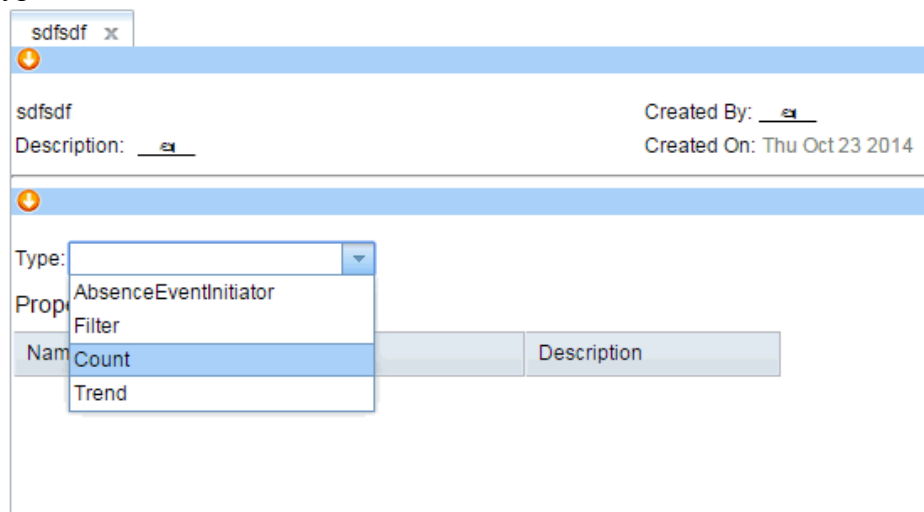 sdfsdf x
sdfsdf
Created By:
Description:
Created On: Thu Oct 23 2014
Type:
AbsenceEventInitiator
Filter
Count
Trend
Description